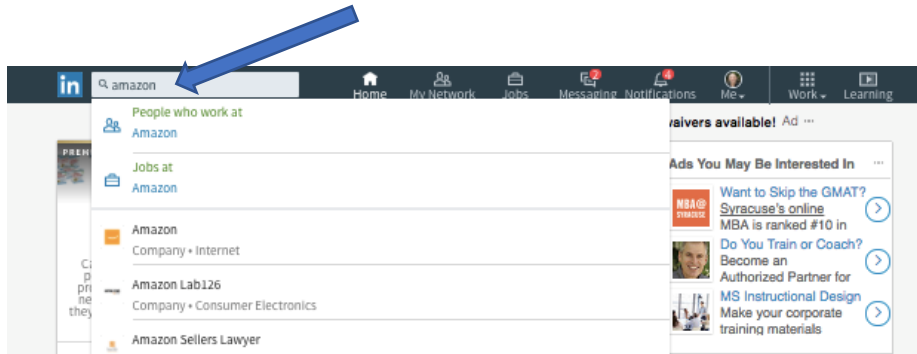 in
amazon
Home
My Network
Jobs
2
Messaging
4
Notifications
Me
Work
Learning
People who work at
Amazon
Jobs at
Amazon
Amazon
Company • Internet
Amazon Lab126
Company • Consumer Electronics
Amazon Sellers Lawyer
waivers available! Ad ...
Ads You May Be Interested In ...
MBA@
SYRACUSE
Want to Skip the GMAT?
Syracuse's online
MBA is ranked #10 in
Do You Train or Coach?
Become an
Authorized Partner for
MS Instructional Design
Make your corporate
training materials
they